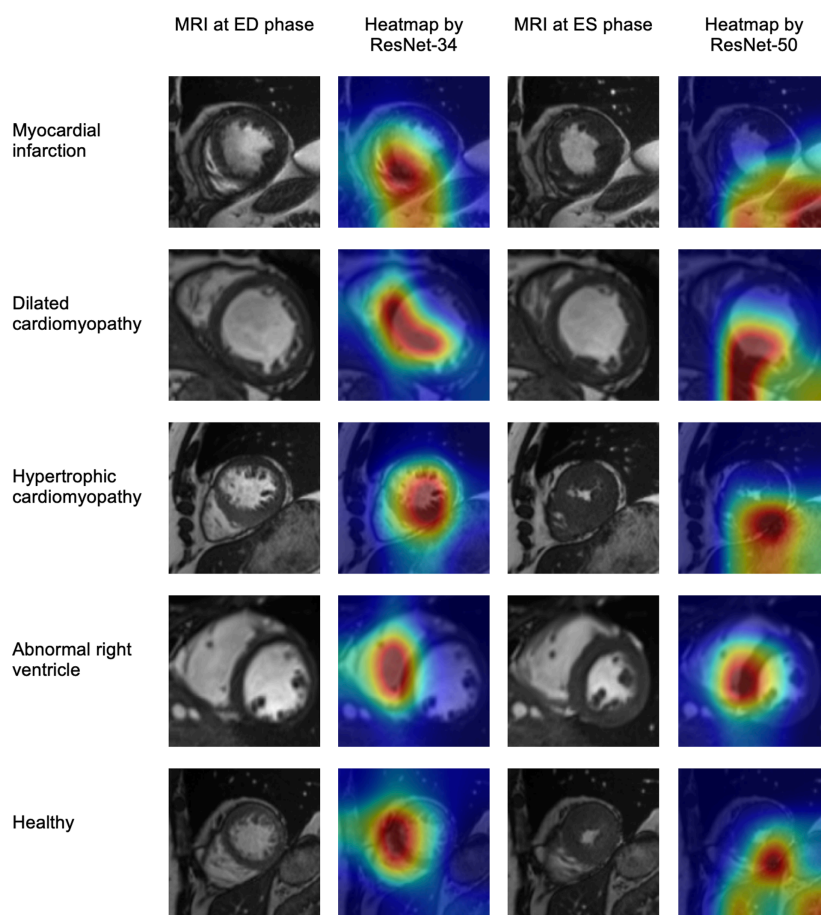 MRI at ED phase
Heatmap by
ResNet-34
MRI at ES phase
Heatmap by
ResNet-50
Myocardial
infarction
Dilated
cardiomyopathy
Hypertrophic
cardiomyopathy
Abnormal right
ventricle
Healthy